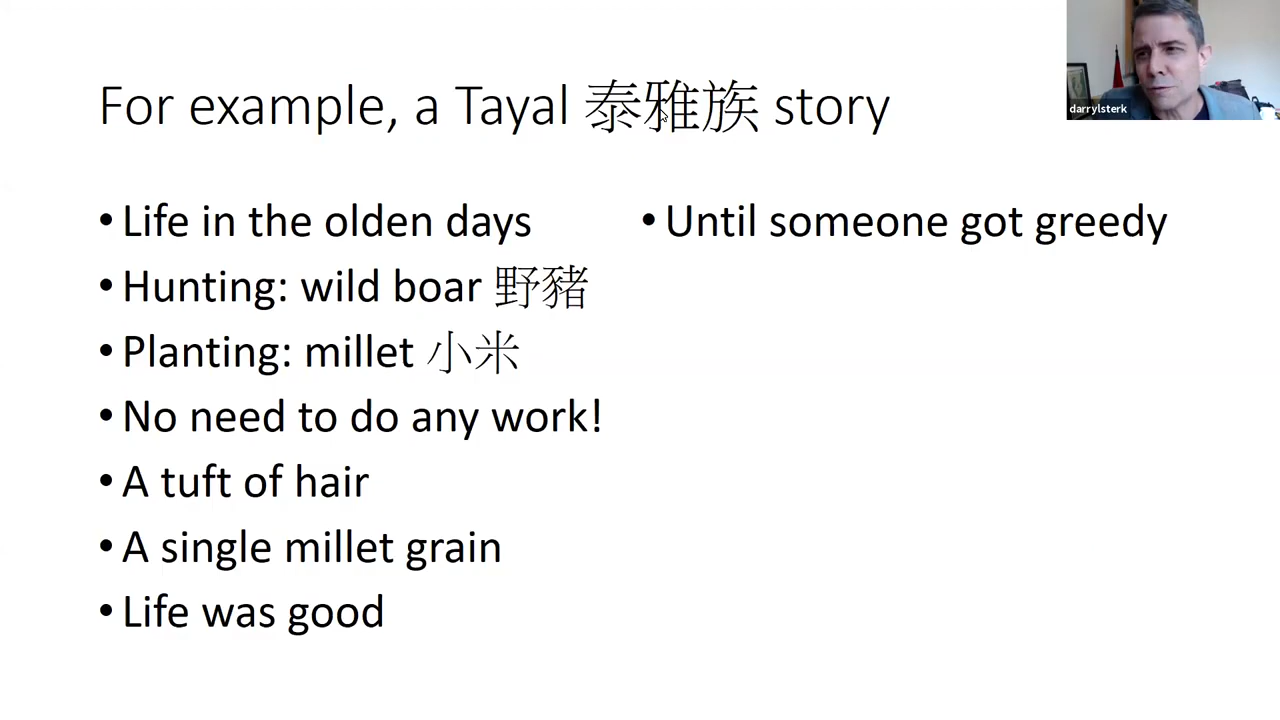 For example, a Tayal 泰雅族 story
darrylsterk
• Life in the olden days
• Hunting: wild boar 野豬
• Planting: millet 小米
• No need to do any work!
• A tuft of hair
• A single millet grain
• Life was good
• Until someone got greedy